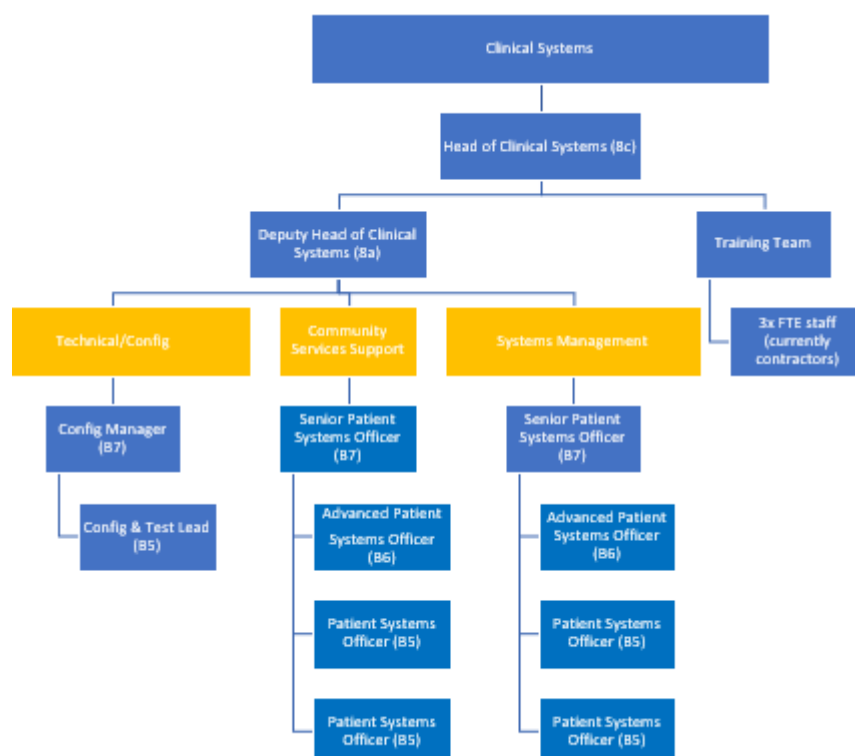 Clinical Systems
Head of Clinical Systems (8c)
Deputy Head of Clinical
Systems (8a)
Training Team
Technical/Config
Community
Services Support
Systems Management
3x FTE staff
(currently
contractors)
Config Manager
(B7)
Senior Patient
Systems Officer
(B7)
Senior Patient
Systems Officer
(B7)
Config & Test Lead
(B5)
Advanced Patient
Systems Officer
(B6)
Advanced Patient
Systems Officer
(B6)
Patient Systems
Officer (B5)
Patient Systems
Officer (B5)
Patient Systems
Officer (B5)
Patient Systems
Officer (B5)